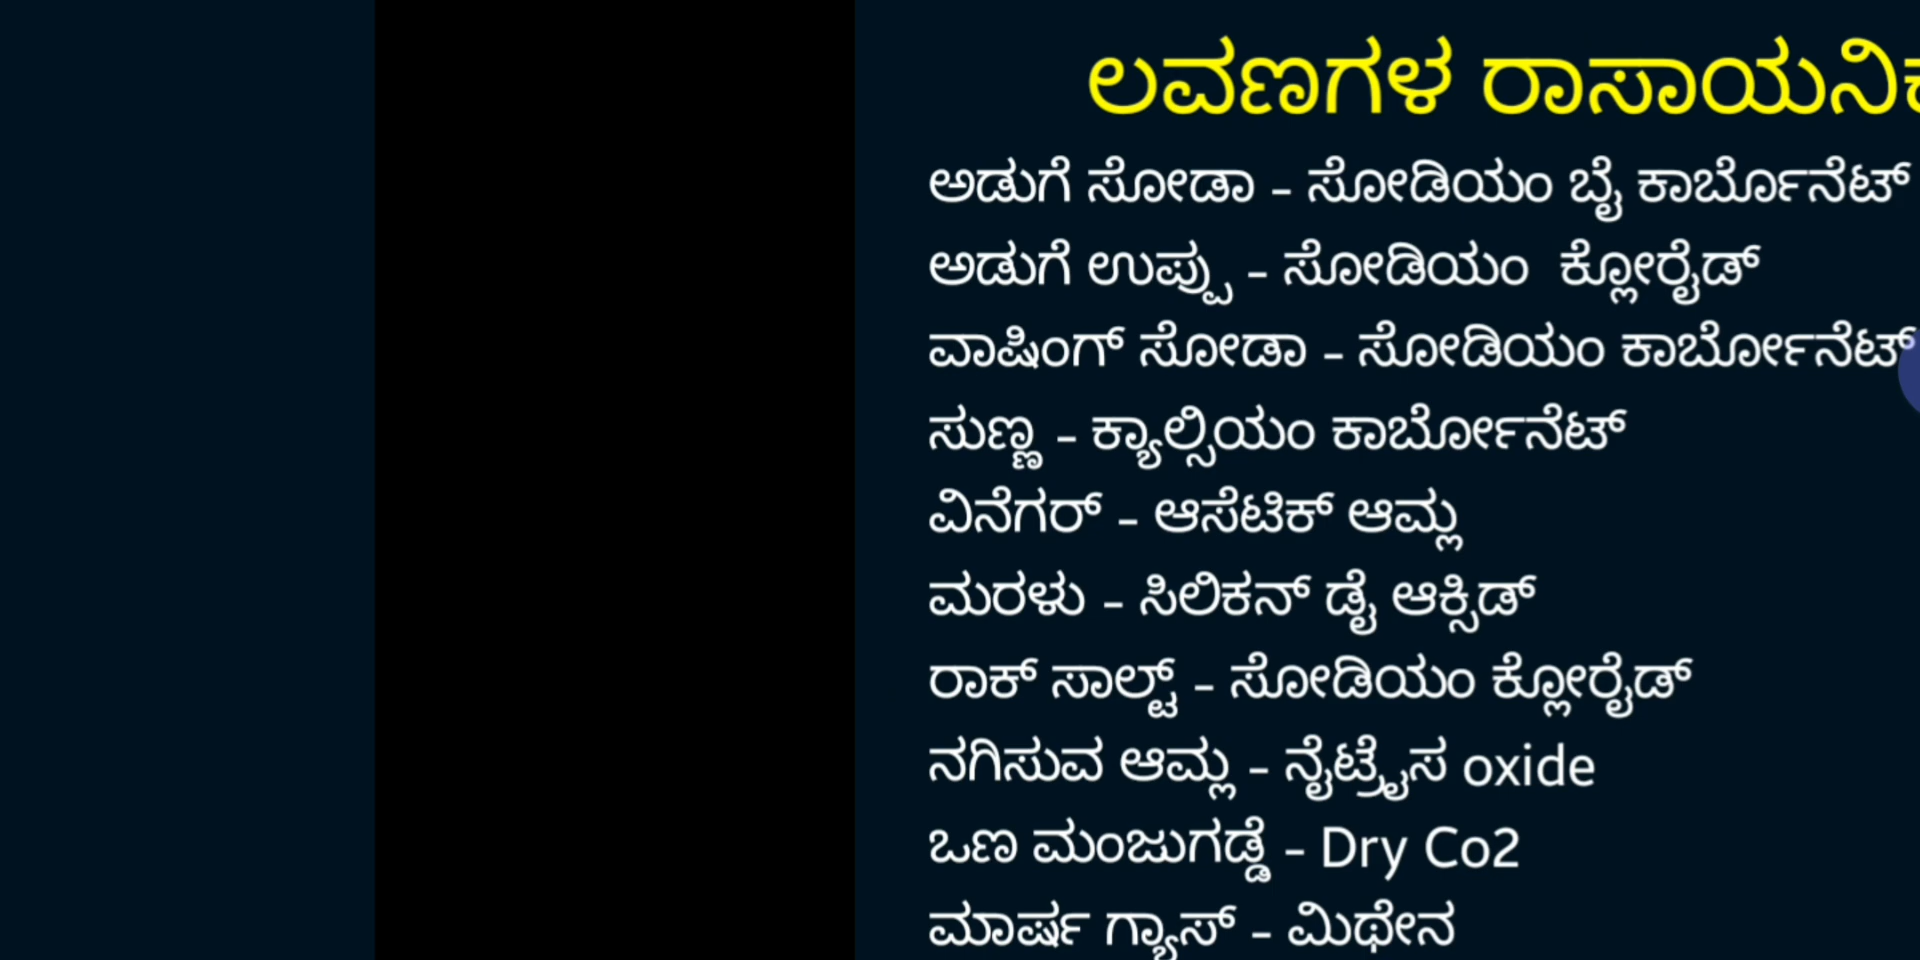 ಲವಣಗಳ ರಾಸಾಯನಿಕ
ಅಡುಗೆ ಸೋಡಾ - ಸೋಡಿಯಂ ಬೈ ಕಾರ್ಬೊನೆಟ್
ಅಡುಗೆ ಉಪ್ಪು - ಸೋಡಿಯಂ ಕ್ಲೋರೈಡ್
ವಾಷಿಂಗ್ ಸೋಡಾ - ಸೋಡಿಯಂ ಕಾರ್ಬೋನೆಟ್
ಸುಣ್ಣ - ಕ್ಯಾಲ್ಸಿಯಂ ಕಾರ್ಬೋನೆಟ್
ವಿನೆಗರ್ - ಆಸೆಟಿಕ್ ಆಮ್ಲ
ಮರಳು - ಸಿಲಿಕನ್ ಡೈ ಆಕ್ಸಿಡ್
ರಾಕ್ ಸಾಲ್ಟ್ - ಸೋಡಿಯಂ ಕ್ಲೋರೈಡ್
ನಗಿಸುವ ಆಮ್ಲ - ನೈಟ್ರೈಸ oxide
ಒಣ ಮಂಜುಗಡ್ಡೆ - Dry Co2
ಮಾರ್ಷ ಗ್ಯಾಸ್ - ಮಿಥೇನ